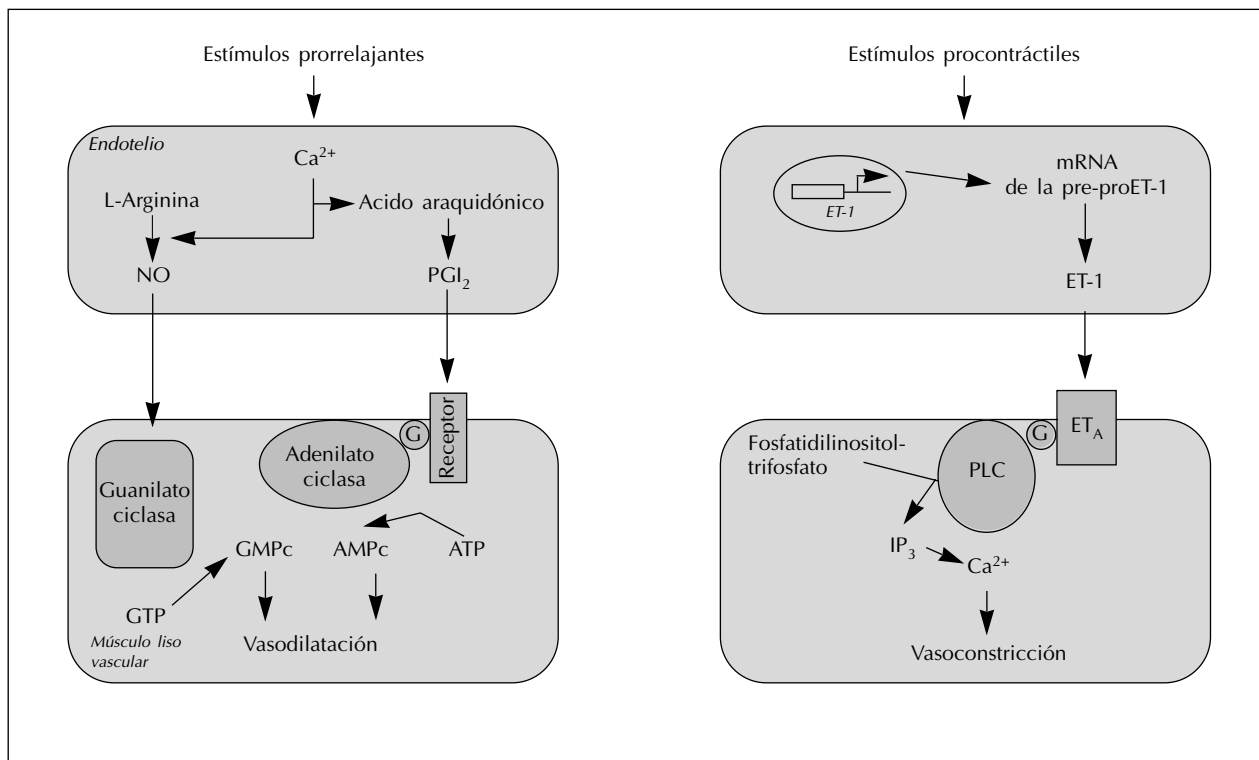 Estímulos prorrelajantes
Endotelio
Ca²⁺
L-Arginina
Acido araquidónico
NO
PGI₂
Receptor
G
Adenilato
ciclasa
Guanilato
ciclasa
GMPc
AMPc
ATP
GTP
Músculo liso
vascular
Vasodilatación
Estímulos procontráctiles
ET-1
mRNA
de la pre-proET-1
ET-1
ET_A
G
PLC
Fosfatidilinositol-
trifosfato
IP₃
Ca²⁺
Vasoconstricción